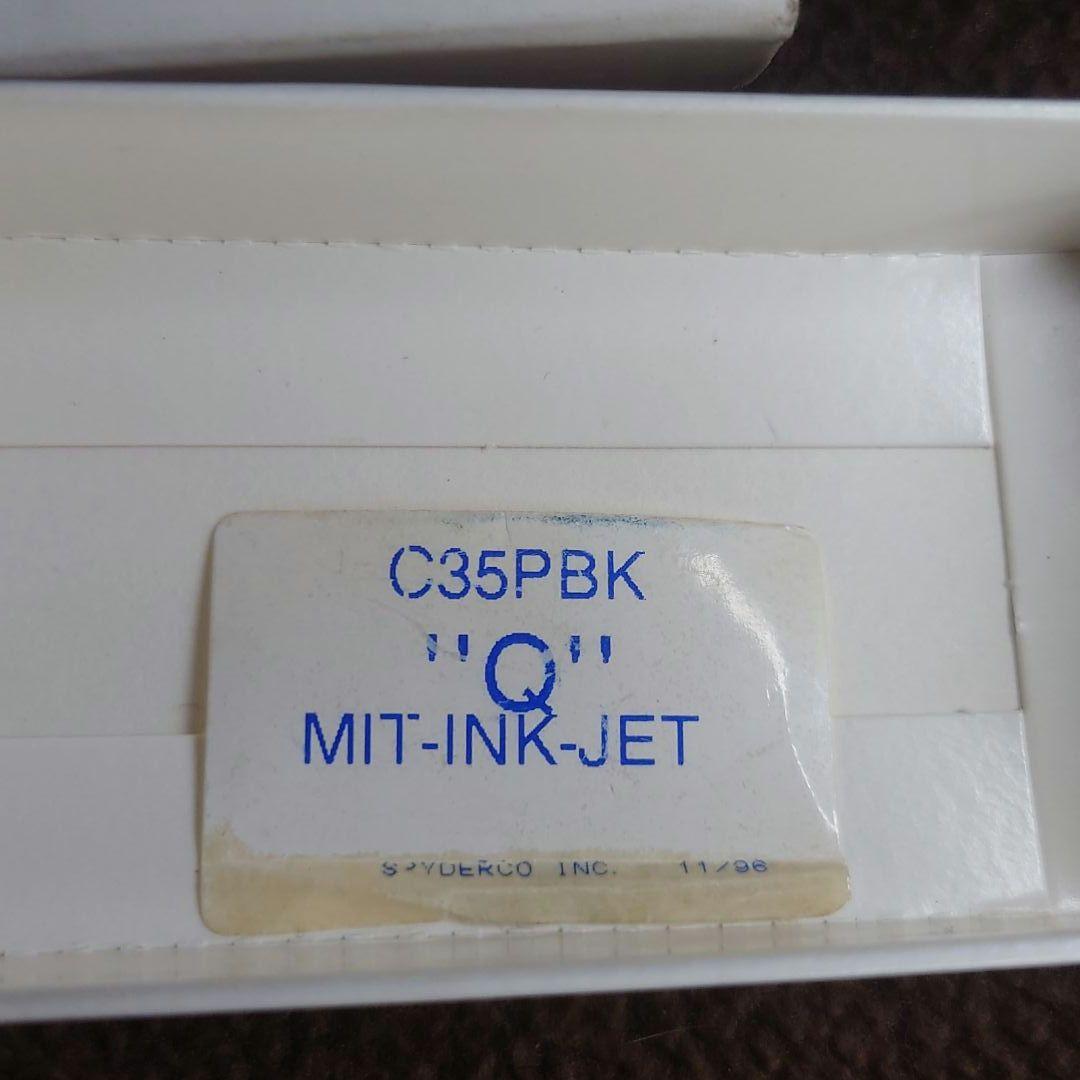 C35PBK
"Q"
MIT-INK-JET
SPYDERCO INC. 11/96